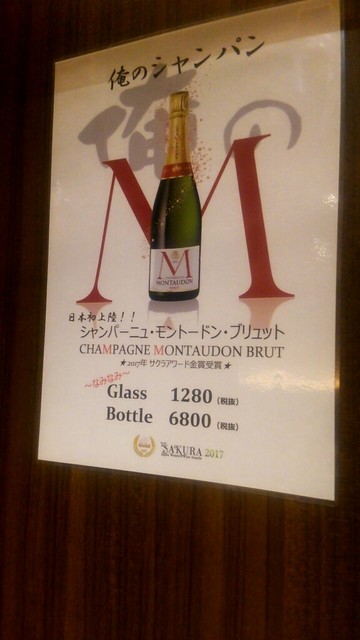 俺のシャンパン
俺の
M
M
MONTAUDON
BRUT
日本初上陸！！
シャンパーニュ・モンテードン・ブリュット
CHAMPAGNE MONTAUDON BRUT
★2017年 サクラアワード金賞受賞★
～なみなみ～
Glass 1280 (税抜)
Bottle 6800 (税抜)
SAKURA 2017